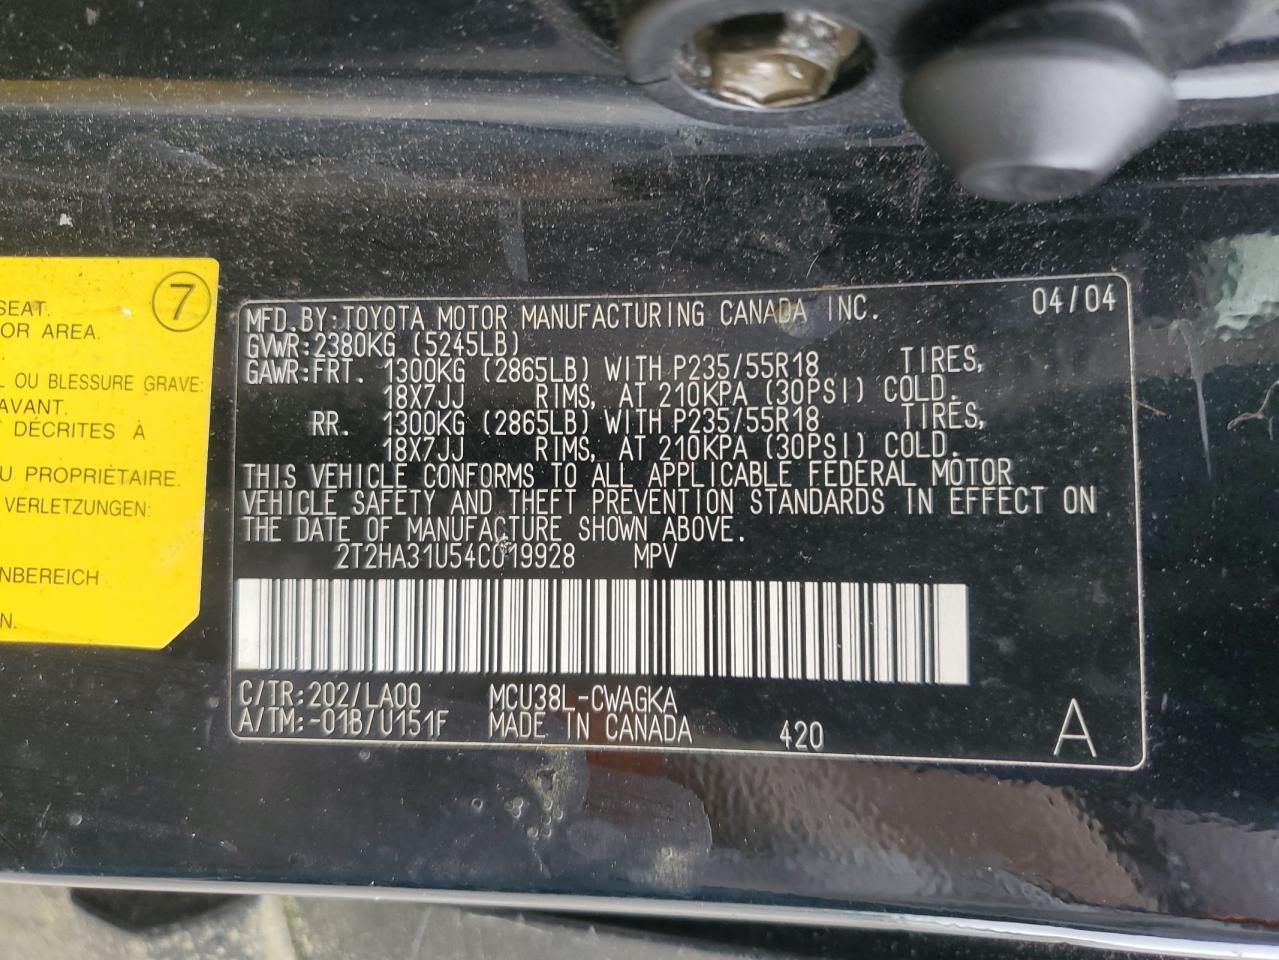 7
SEAT.
OR AREA.
L OU BLESSURE GRAVE:
AVANT.
T DÉCRITES À
U PROPRIÉTAIRE.
VERLETZUNGEN:
NBEREICH
N.
MFD.BY:TOYOTA MOTOR MANUFACTURING CANADA INC. 04/04
GVWR:2380KG (5245LB)
GAWR:FRT. 1300KG (2865LB) WITH P235/55R18 TIRES,
18X7JJ RIMS, AT 210KPA (30PSI) COLD.
RR. 1300KG (2865LB) WITH P235/55R18 TIRES,
18X7JJ RIMS, AT 210KPA (30PSI) COLD.
THIS VEHICLE CONFORMS TO ALL APPLICABLE FEDERAL MOTOR
VEHICLE SAFETY AND THEFT PREVENTION STANDARDS IN EFFECT ON
THE DATE OF MANUFACTURE SHOWN ABOVE.
2T2HA31U54C019928 MPV
C/TR:202/LA00 MCU38L-CWAGKA
A/TM:-01B/U151F MADE IN CANADA 420 A